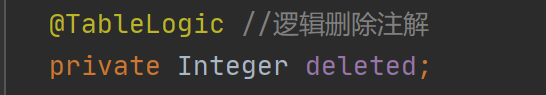 @TableLogic //逻辑删除注解
private Integer deleted;